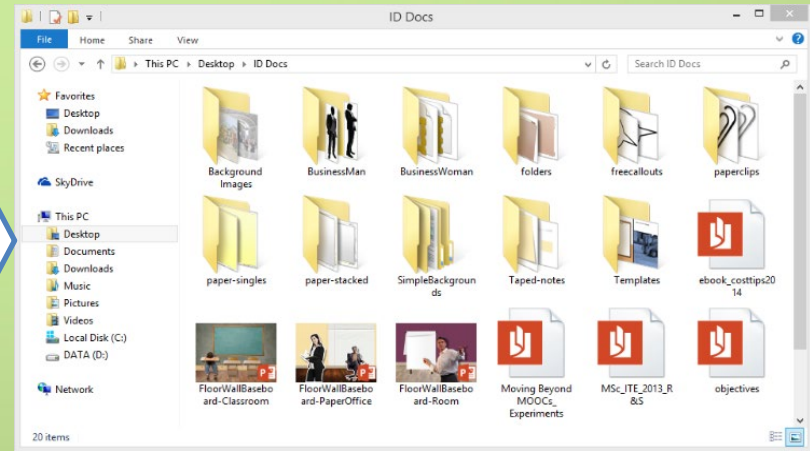 ID Docs
File Home Share View
This PC Desktop ID Docs Search ID Docs
Favorites
Desktop
Downloads
Recent places
SkyDrive
This PC
Desktop
Documents
Downloads
Music
Pictures
Videos
Local Disk (C:)
DATA (D:)
Network
Background BusinessMan BusinessWoman folders freecallouts paperclips
Images
paper-singles paper-stacked SimpleBackgroun Taped-notes Templates ebook_costtips20
ds 14
FloorWallBasebo FloorWallBasebo FloorWallBasebo Moving Beyond MSc_ITE_2013_R objectives
ard-Classroom ard-PaperOffice ard-Room MOOCs_ &S
Experiments
20 items